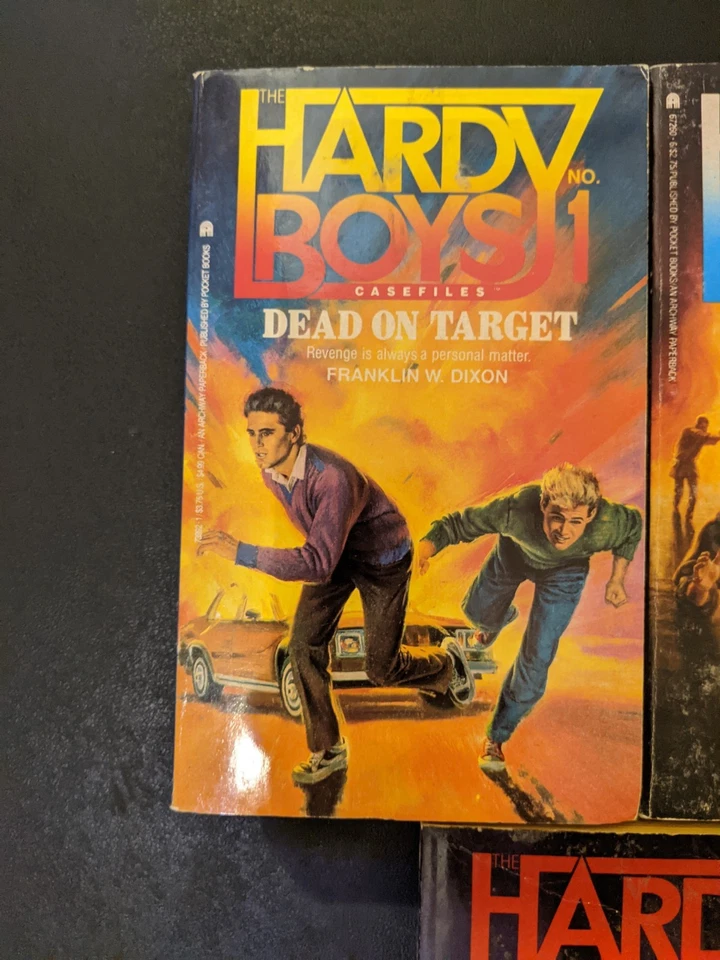 THE
HARDY
BOYS
NO.
1
CASEFILES™
DEAD ON TARGET
Revenge is always a personal matter.
FRANKLIN W. DIXON
AN ARCHWAY PAPERBACK / PUBLISHED BY POCKET BOOKS
PUBLISHED BY POCKET BOOKS/AN ARCHWAY PAPERBACK
THE
HARD